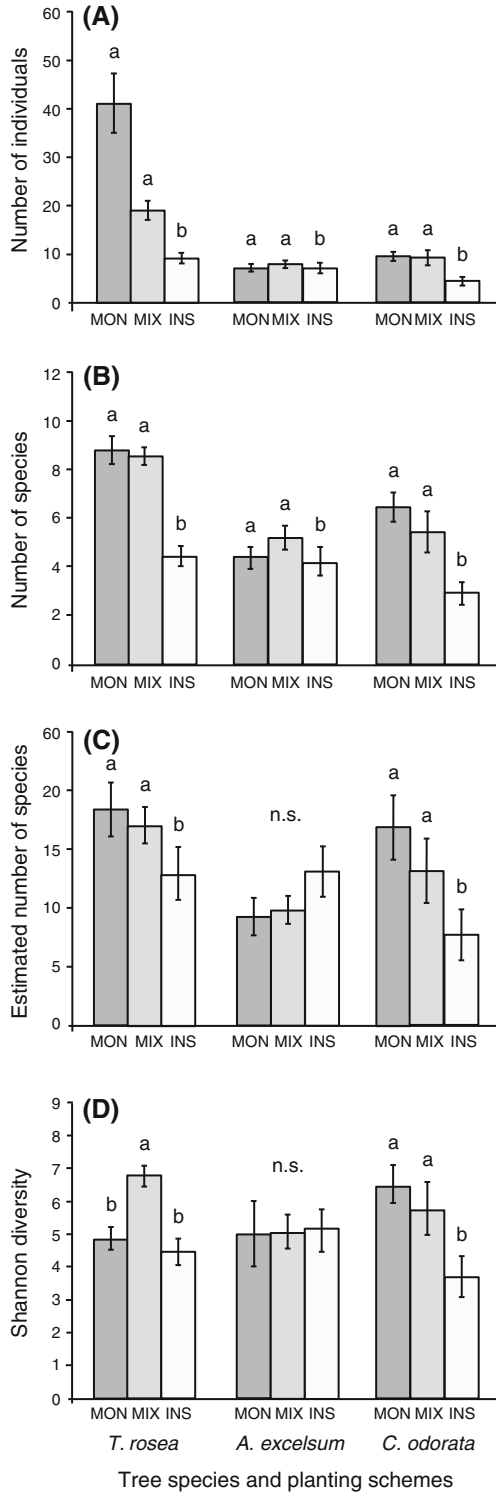 (A)
Number of individuals
60
50
40
30
20
10
0
a
a
b
a
a
b
a
a
b
MON MIX INS
MON MIX INS
MON MIX INS
(B)
Number of species
12
10
8
6
4
2
0
a
a
b
a
a
b
a
a
b
MON MIX INS
MON MIX INS
MON MIX INS
(C)
Estimated number of species
60
20
15
10
5
0
a
a
b
n.s.
a
a
b
MON MIX INS
MON MIX INS
MON MIX INS
(D)
Shannon diversity
9
8
7
6
5
4
3
2
1
0
b
a
b
n.s.
a
a
b
MON MIX INS
MON MIX INS
MON MIX INS
T. rosea
A. excelsum
C. odorata
Tree species and planting schemes